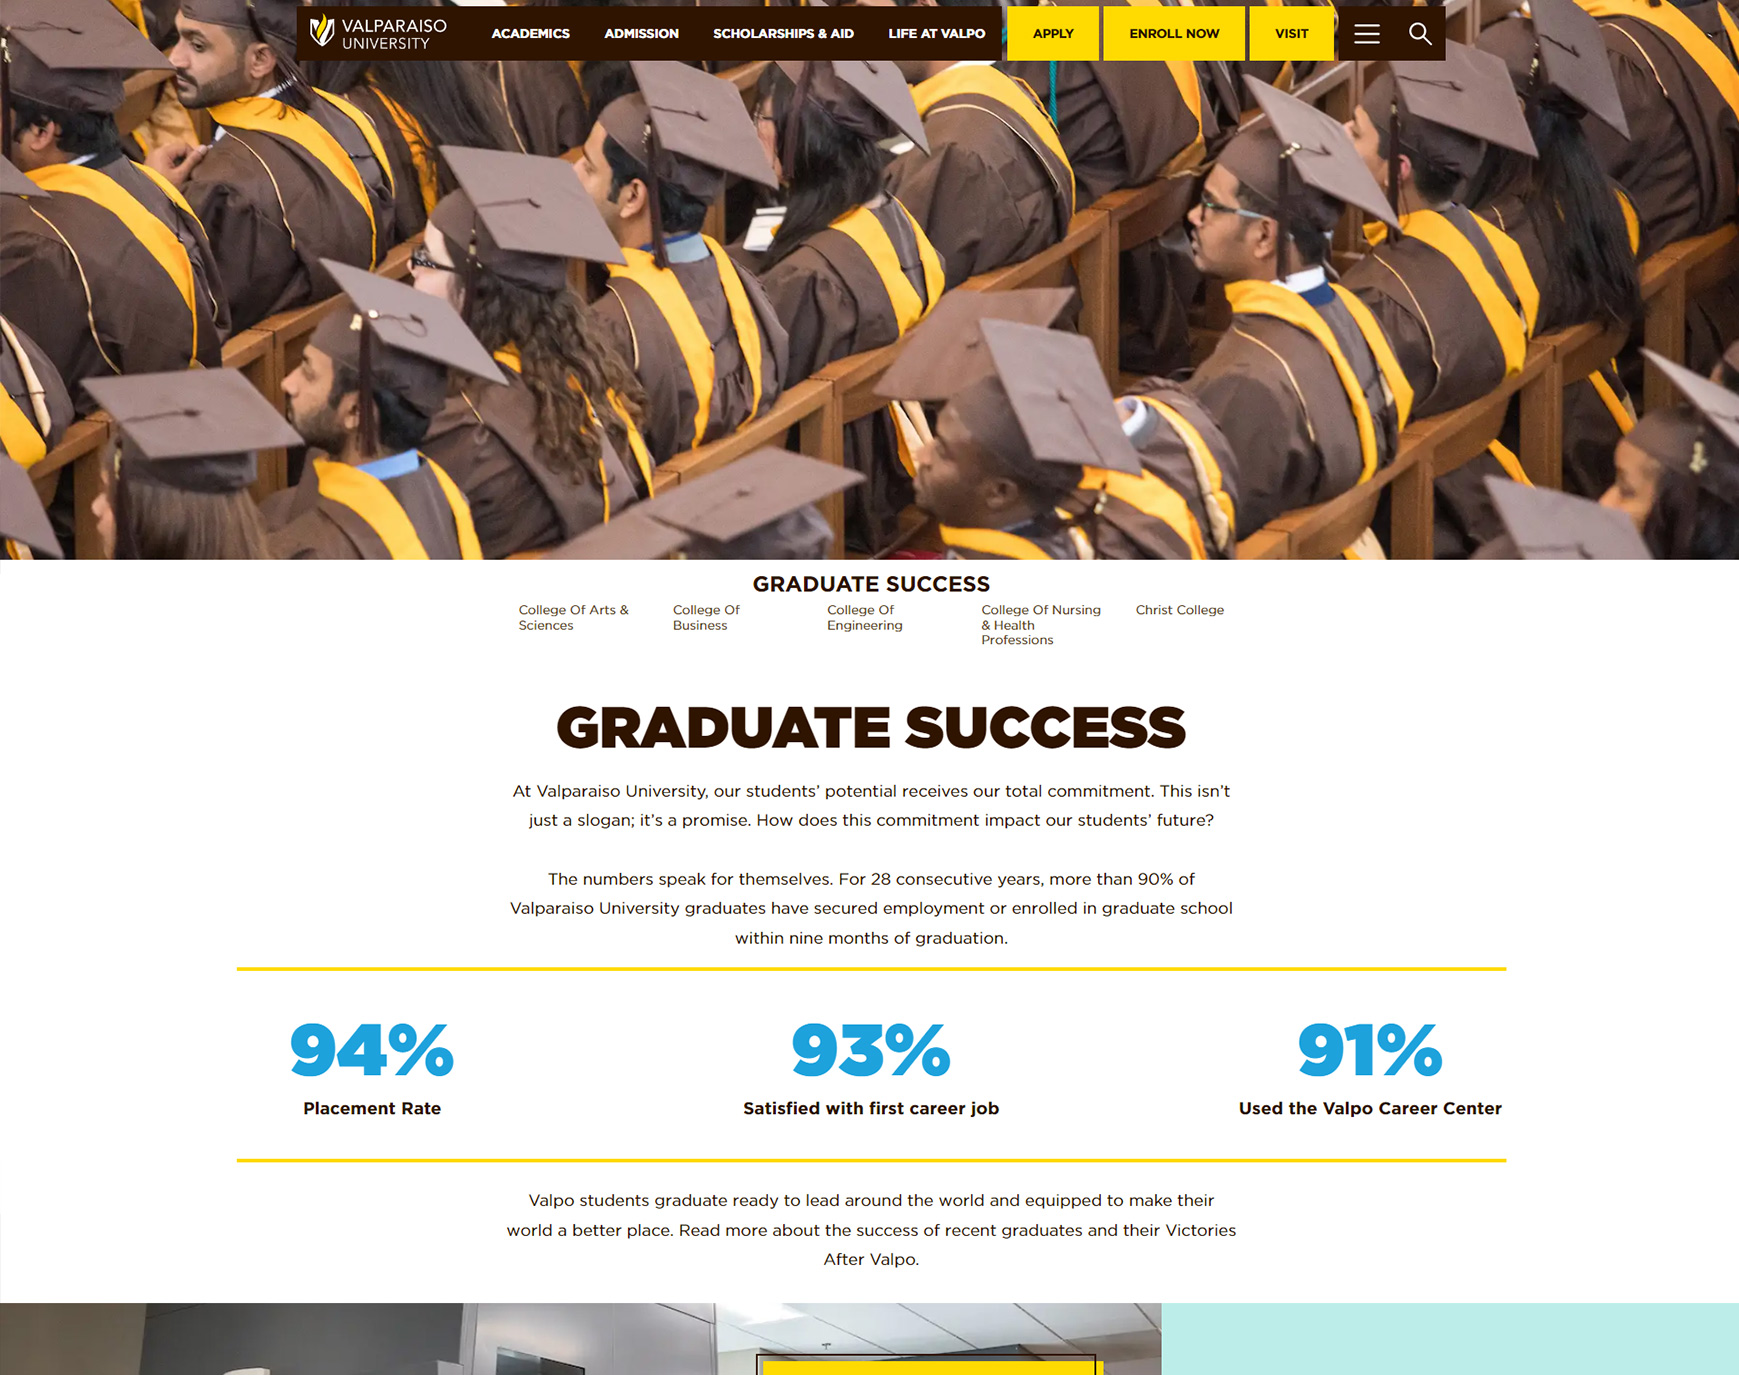 VALPARAISO
UNIVERSITY
ACADEMICS
ADMISSION
SCHOLARSHIPS & AID
LIFE AT VALPO
APPLY
ENROLL NOW
VISIT
GRADUATE SUCCESS
College Of Arts &
Sciences
College Of
Business
College Of
Engineering
College Of Nursing
& Health
Professions
Christ College
GRADUATE SUCCESS
At Valparaiso University, our students’ potential receives our total commitment. This isn’t
just a slogan; it’s a promise. How does this commitment impact our students’ future?
The numbers speak for themselves. For 28 consecutive years, more than 90% of
Valparaiso University graduates have secured employment or enrolled in graduate school
within nine months of graduation.
94%
Placement Rate
93%
Satisfied with first career job
91%
Used the Valpo Career Center
Valpo students graduate ready to lead around the world and equipped to make their
world a better place. Read more about the success of recent graduates and their Victories
After Valpo.